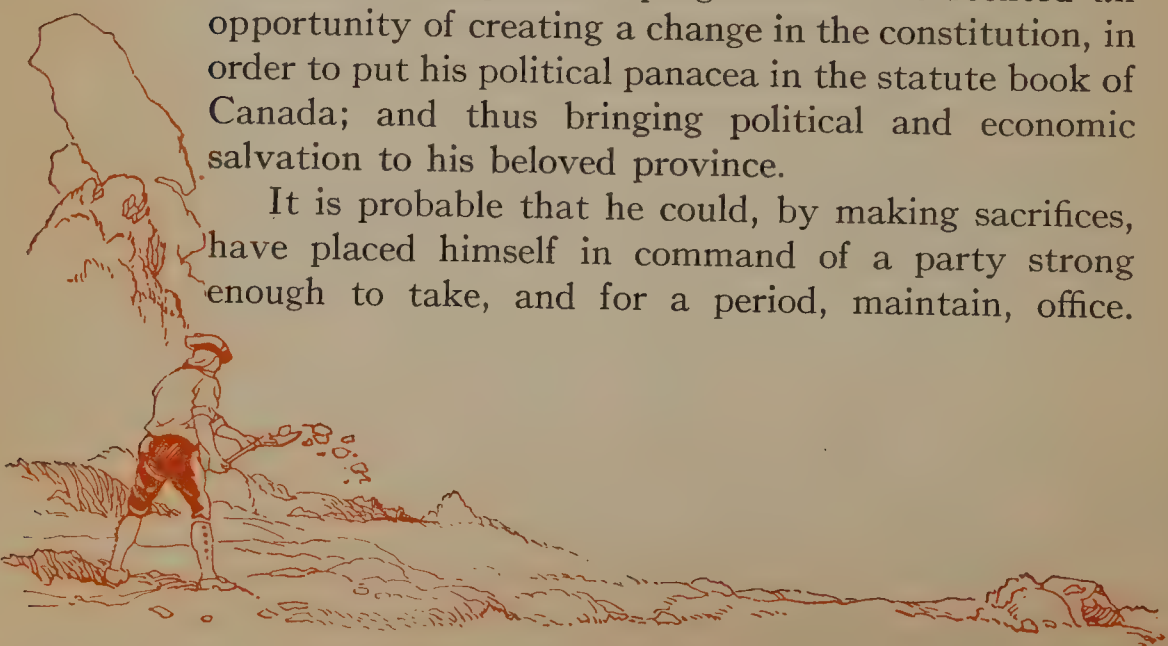 opportunity of creating a change in the constitution, in
order to put his political panacea in the statute book of
Canada; and thus bringing political and economic
salvation to his beloved province.
It is probable that he could, by making sacrifices,
have placed himself in command of a party strong
enough to take, and for a period, maintain, office.